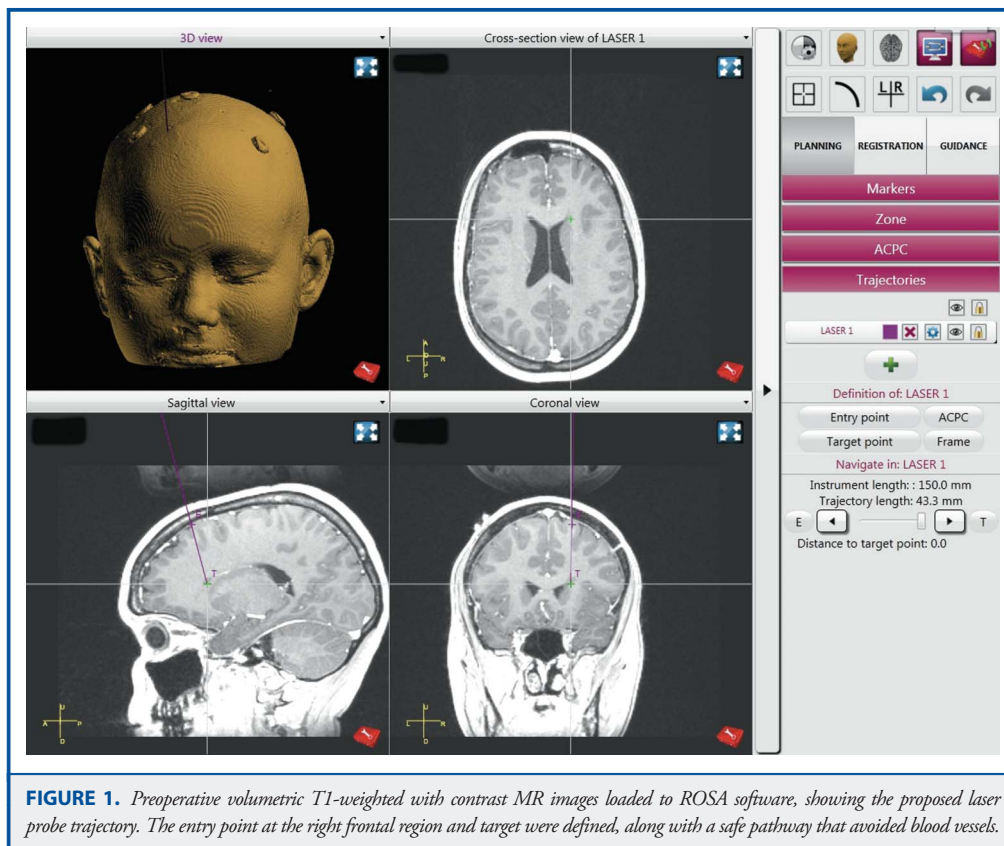 3D view
Cross-section view of LASER 1
L|R
PLANNING REGISTRATION GUIDANCE
Markers
Zone
ACPC
Trajectories
LASER 1
Definition of: LASER 1
Entry point ACPC
Target point Frame
Navigate in: LASER 1
Instrument length: : 150.0 mm
Trajectory length: 43.3 mm
E T
Distance to target point: 0.0
A
L R
P
Sagittal view
Coronal view
E
T
U
A P
D
E
T
U
L R
D
FIGURE 1. Preoperative volumetric T1-weighted with contrast MR images loaded to ROSA software, showing the proposed laser
probe trajectory. The entry point at the right frontal region and target were defined, along with a safe pathway that avoided blood vessels.